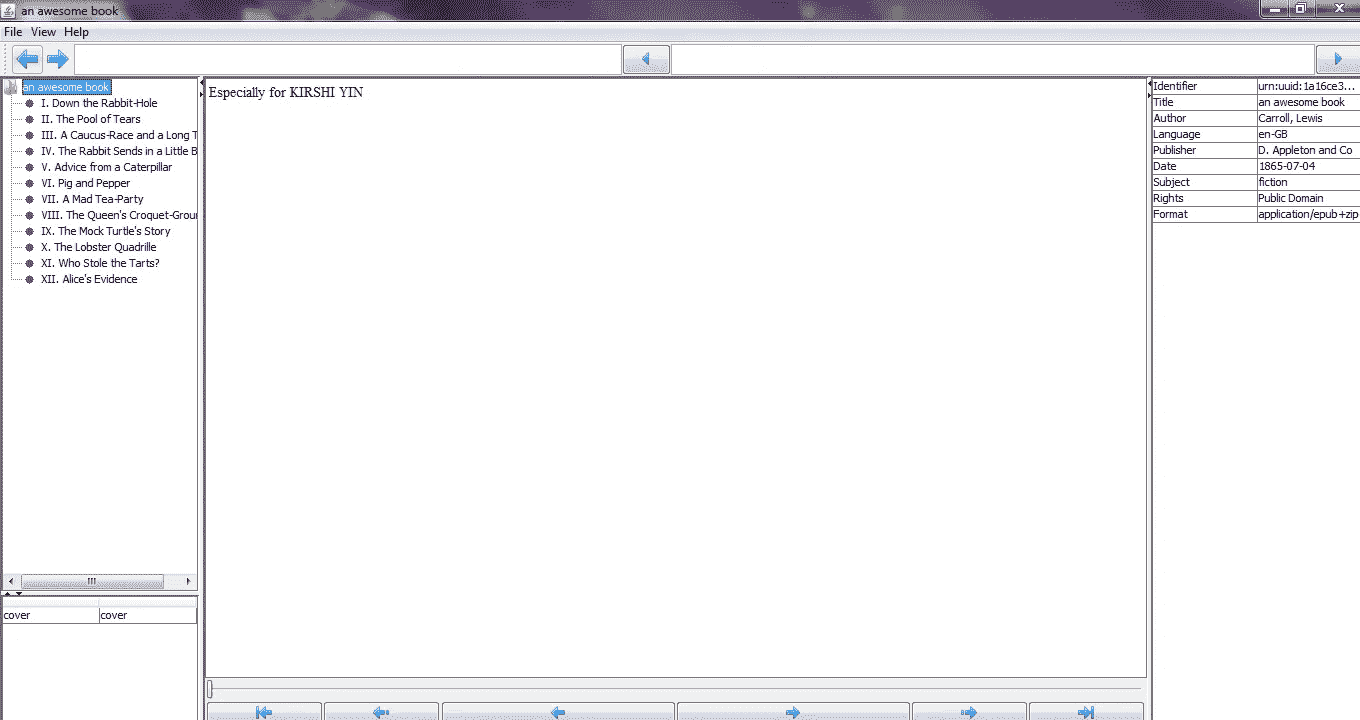 an awesome book
File View Help
an awesome book
I. Down the Rabbit-Hole
II. The Pool of Tears
III. A Caucus-Race and a Long T
IV. The Rabbit Sends in a Little B
V. Advice from a Caterpillar
VI. Pig and Pepper
VII. A Mad Tea-Party
VIII. The Queen's Croquet-Grou
IX. The Mock Turtle's Story
X. The Lobster Quadrille
XI. Who Stole the Tarts?
XII. Alice's Evidence
cover cover
Especially for KIRSHI YIN
Identifier urn:uuid:1a16ce3...
Title an awesome book
Author Carroll, Lewis
Language en-GB
Publisher D. Appleton and Co
Date 1865-07-04
Subject fiction
Rights Public Domain
Format application/epub+zip